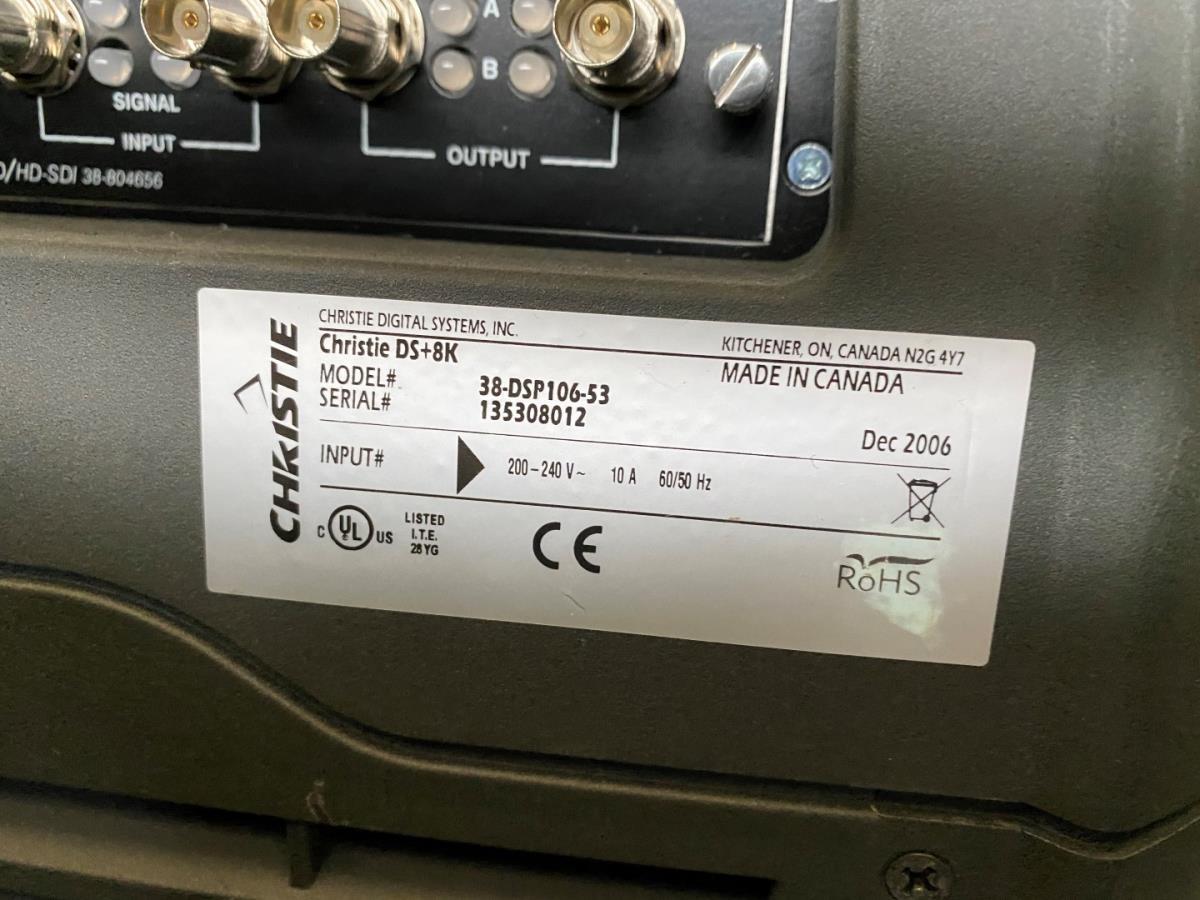 A
B
SIGNAL
INPUT
OUTPUT
/HD-SDI 38-804656
CHRISTIE
CHRISTIE DIGITAL SYSTEMS, INC.
KITCHENER, ON, CANADA N2G 4Y7
Christie DS+8K
MADE IN CANADA
MODEL# 38-DSP106-53
SERIAL# 135308012
Dec 2006
INPUT# 200-240 V~ 10 A 60/50 Hz
C UL US
LISTED
I.T.E.
28 YG
CE
RoHS